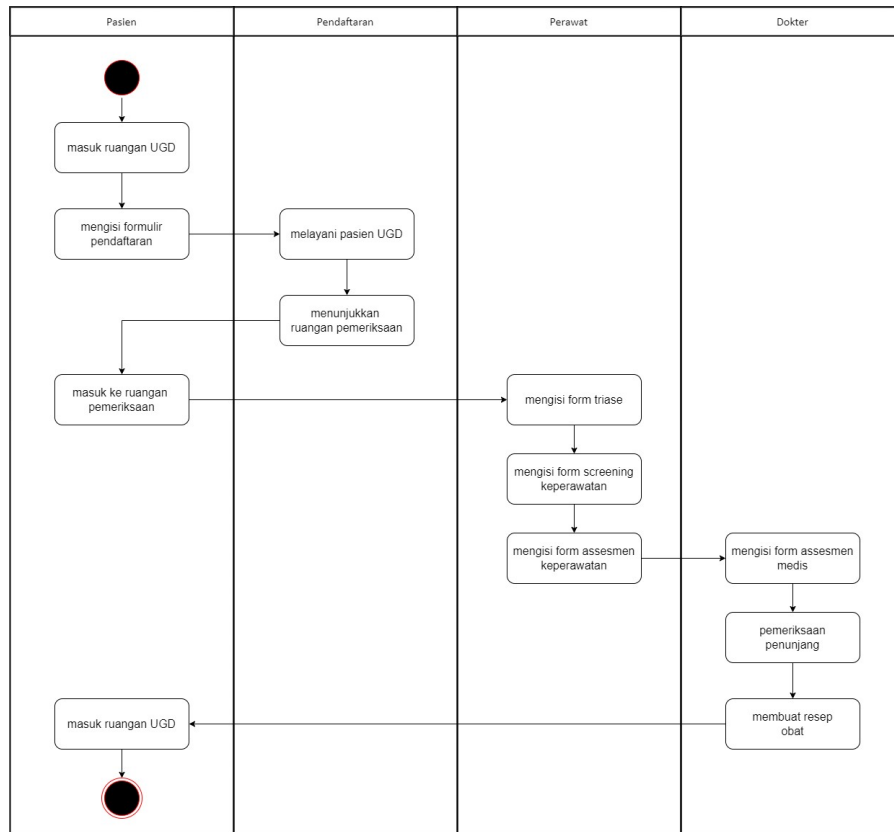 Pasien
Pendaftaran
Perawat
Dokter
masuk ruangan UGD
mengisi formulir
pendaftaran
melayani pasien UGD
menunjukkan
ruangan pemeriksaan
masuk ke ruangan
pemeriksaan
mengisi form triase
mengisi form screening
keperawatan
mengisi form assesmen
keperawatan
mengisi form assesmen
medis
pemeriksaan
penunjang
membuat resep
obat
masuk ruangan UGD